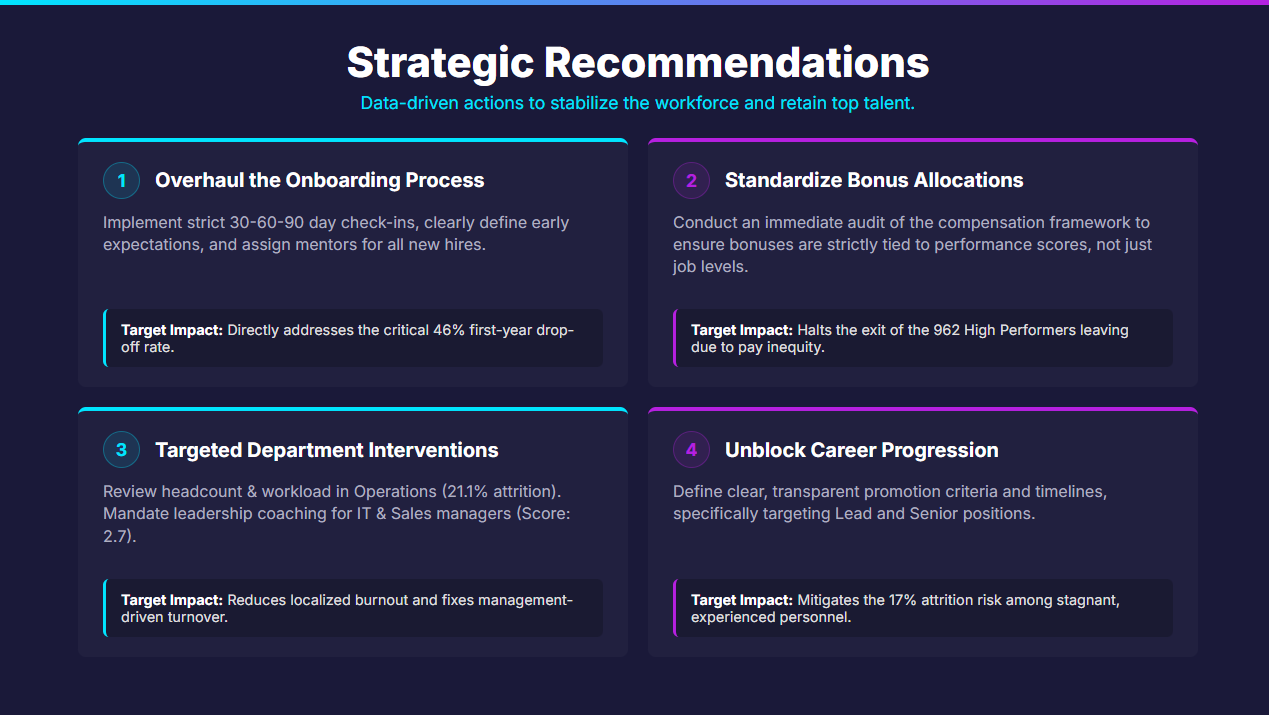 Strategic Recommendations
Data-driven actions to stabilize the workforce and retain top talent.
1
Overhaul the Onboarding Process
Implement strict 30-60-90 day check-ins, clearly define early
expectations, and assign mentors for all new hires.
Target Impact: Directly addresses the critical 46% first-year drop-
off rate.
2
Standardize Bonus Allocations
Conduct an immediate audit of the compensation framework to
ensure bonuses are strictly tied to performance scores, not just
job levels.
Target Impact: Halts the exit of the 962 High Performers leaving
due to pay inequity.
3
Targeted Department Interventions
Review headcount & workload in Operations (21.1% attrition).
Mandate leadership coaching for IT & Sales managers (Score:
2.7).
Target Impact: Reduces localized burnout and fixes management-
driven turnover.
4
Unblock Career Progression
Define clear, transparent promotion criteria and timelines,
specifically targeting Lead and Senior positions.
Target Impact: Mitigates the 17% attrition risk among stagnant,
experienced personnel.